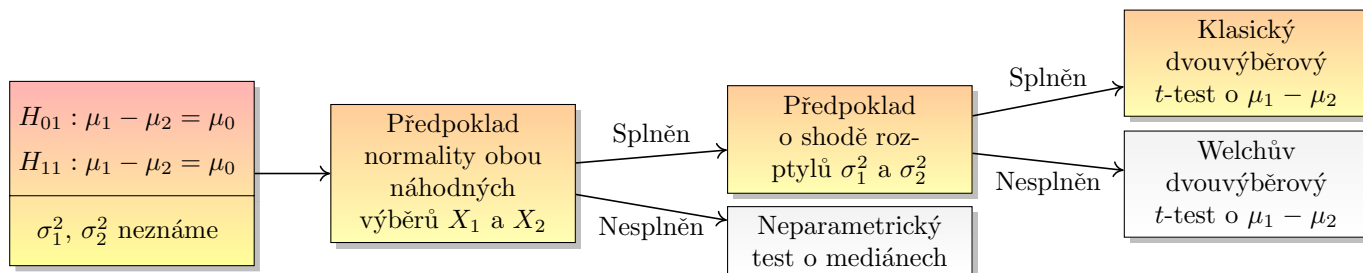 H₀₁ : μ₁ − μ₂ = μ₀
H₁₁ : μ₁ − μ₂ = μ₀
σ₁², σ₂² neznáme
Předpoklad
normality obou
náhodných
výběrů X₁ a X₂
Splněn
Nesplněn
Předpoklad
o shodě roz-
ptylů σ₁² a σ₂²
Neparametrický
test o mediánech
Splněn
Nesplněn
Klasický
dvouvýběrový
t-test o μ₁ − μ₂
Welchův
dvouvýběrový
t-test o μ₁ − μ₂